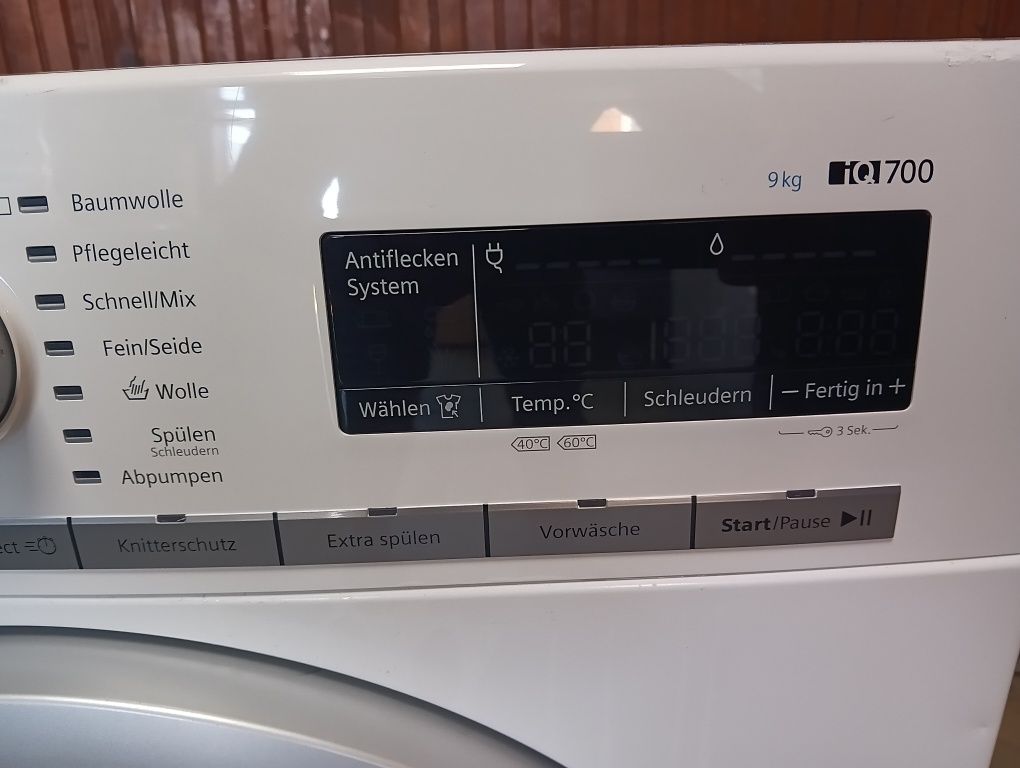 9 kg iQ700
Baumwolle
Pflegeleicht
Schnell/Mix
Fein/Seide
Wolle
Spülen
Schleudern
Abpumpen
Antiflecken
System
Wählen Temp.°C Schleudern – Fertig in +
40°C 60°C
3 Sek.
ect Knitterschutz Extra spülen Vorwäsche Start/Pause